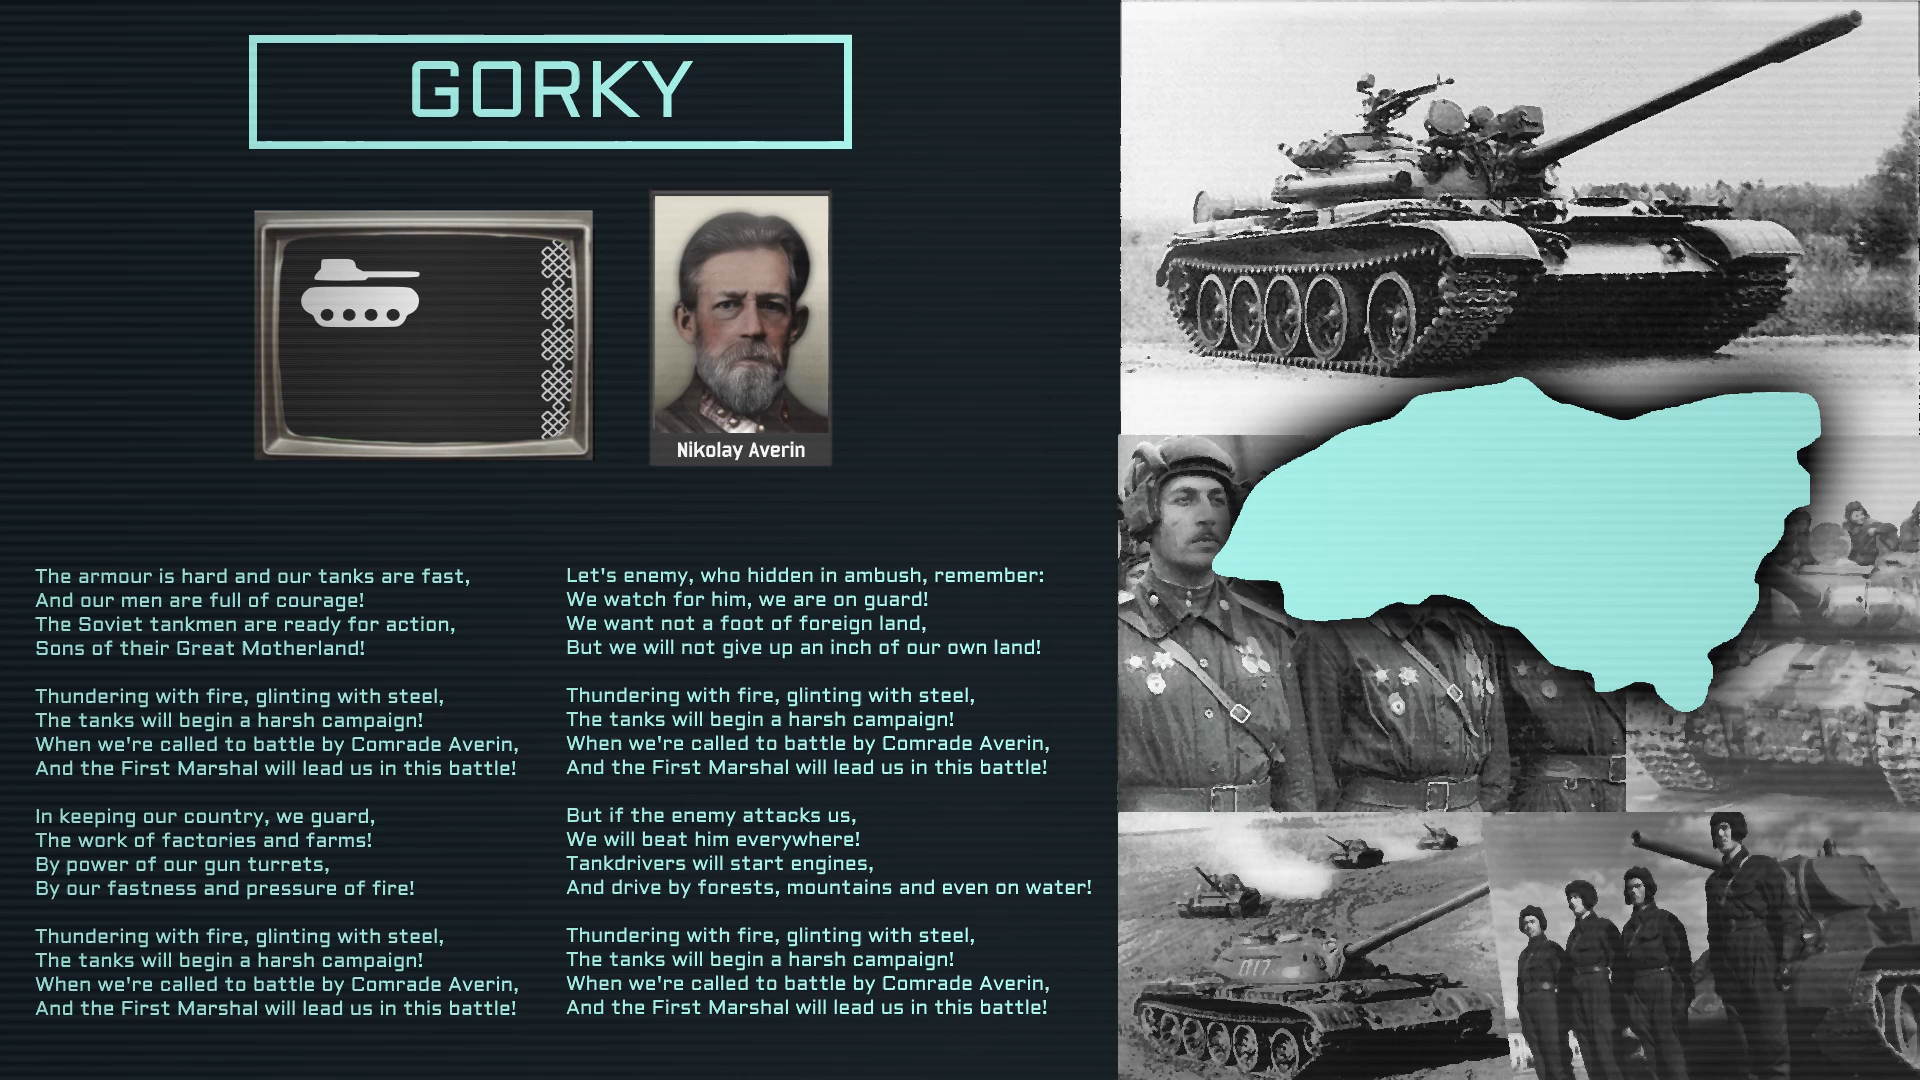 GORKY
Nikolay Averin
The armour is hard and our tanks are fast,
And our men are full of courage!
The Soviet tankmen are ready for action,
Sons of their Great Motherland!
Thundering with fire, glinting with steel,
The tanks will begin a harsh campaign!
When we're called to battle by Comrade Averin,
And the First Marshal will lead us in this battle!
In keeping our country, we guard,
The work of factories and farms!
By power of our gun turrets,
By our fastness and pressure of fire!
Thundering with fire, glinting with steel,
The tanks will begin a harsh campaign!
When we're called to battle by Comrade Averin,
And the First Marshal will lead us in this battle!
Let's enemy, who hidden in ambush, remember:
We watch for him, we are on guard!
We want not a foot of foreign land,
But we will not give up an inch of our own land!
Thundering with fire, glinting with steel,
The tanks will begin a harsh campaign!
When we're called to battle by Comrade Averin,
And the First Marshal will lead us in this battle!
But if the enemy attacks us,
We will beat him everywhere!
Tankdrivers will start engines,
And drive by forests, mountains and even on water!
Thundering with fire, glinting with steel,
The tanks will begin a harsh campaign!
When we're called to battle by Comrade Averin,
And the First Marshal will lead us in this battle!
017